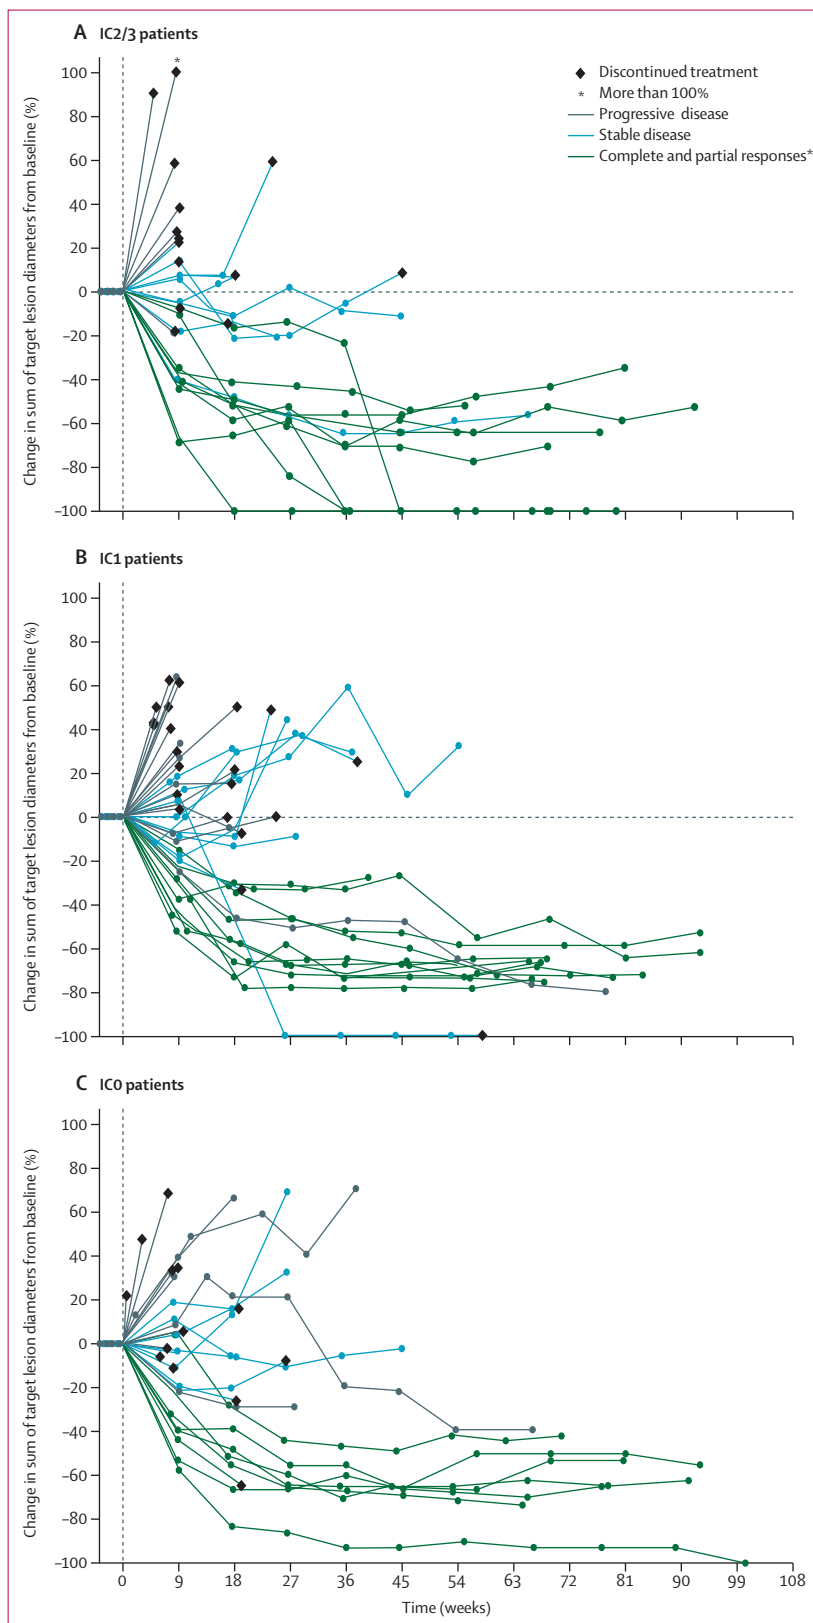 A IC2/3 patients
100
80
60
40
20
0
–20
–40
–60
–80
–100
Change in sum of target lesion diameters from baseline (%)
*
Discontinued treatment
* More than 100%
Progressive disease
Stable disease
Complete and partial responses*
B IC1 patients
100
80
60
40
20
0
–20
–40
–60
–80
–100
Change in sum of target lesion diameters from baseline (%)
C IC0 patients
100
80
60
40
20
0
–20
–40
–60
–80
–100
Change in sum of target lesion diameters from baseline (%)
0 9 18 27 36 45 54 63 72 81 90 99 108
Time (weeks)